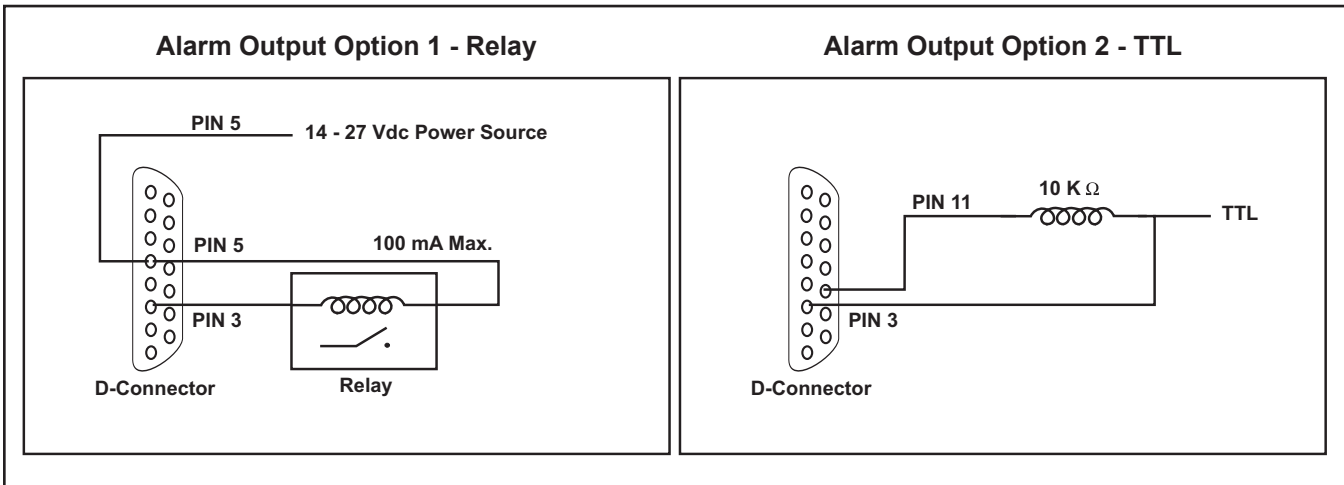 Alarm Output Option 1 - Relay
PIN 5
14 - 27 Vdc Power Source
PIN 5
100 mA Max.
PIN 3
D-Connector
Relay
Alarm Output Option 2 - TTL
10 K Ω
PIN 11
TTL
PIN 3
D-Connector